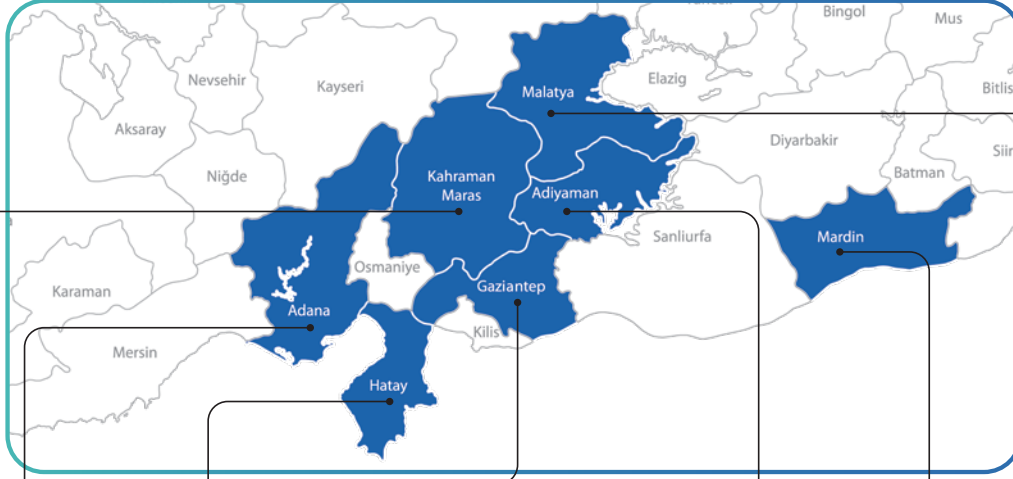 Bingol
Mus
Nevsehir
Kayseri
Malatya
Elazig
Bitlis
Aksaray
Diyarbakir
Niğde
Kahraman
Maras
Adiyaman
Batman
Sanliurfa
Mardin
Osmaniye
Karaman
Gaziantep
Adana
Kilis
Mersin
Hatay